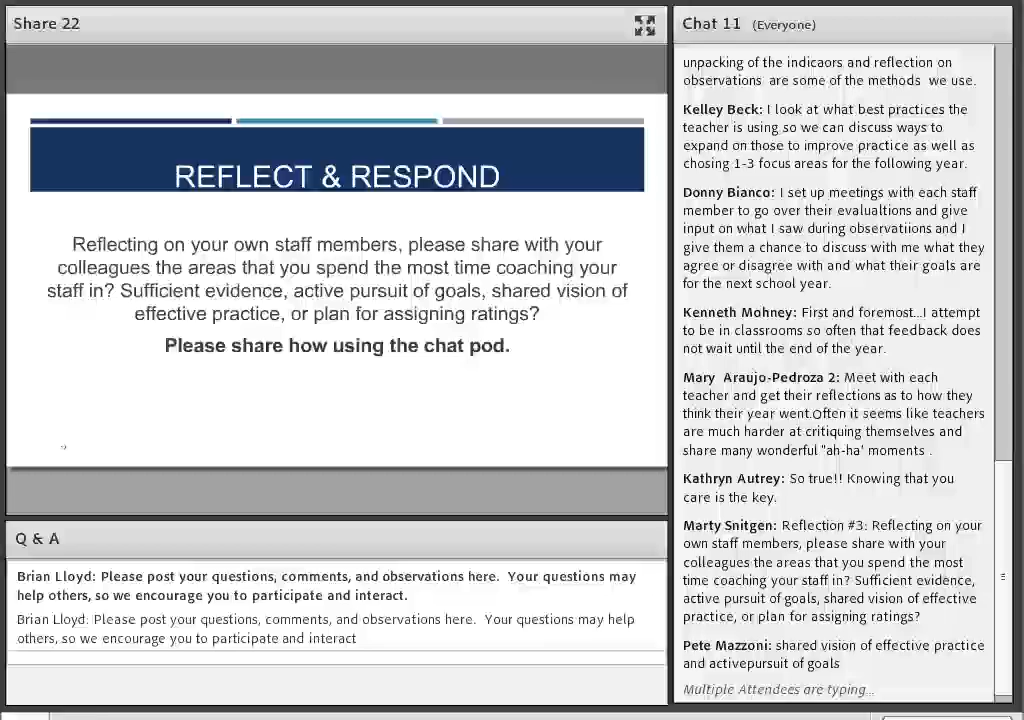 Share 22
REFLECT & RESPOND
Reflecting on your own staff members, please share with your
colleagues the areas that you spend the most time coaching your
staff in? Sufficient evidence, active pursuit of goals, shared vision of
effective practice, or plan for assigning ratings?
Please share how using the chat pod.
Q & A
Brian Lloyd: Please post your questions, comments, and observations here.  Your questions may
help others, so we encourage you to participate and interact.
Brian Lloyd: Please post your questions, comments, and observations here.  Your questions may help
others, so we encourage you to participate and interact
Chat 11 (Everyone)
unpacking of the indicaors and reflection on
observations  are some of the methods  we use.
Kelley Beck: I look at what best practices the
teacher is using so we can discuss ways to
expand on those to improve practice as well as
chosing 1-3 focus areas for the following year.
Donny Bianco: I set up meetings with each staff
member to go over their evalualtions and give
input on what I saw during observatiions and I
give them a chance to discuss with me what they
agree or disagree with and what their goals are
for the next school year.
Kenneth Mohney: First and foremost...I attempt
to be in classrooms so often that feedback does
not wait until the end of the year.
Mary  Araujo-Pedroza 2: Meet with each
teacher and get their reflections as to how they
think their year went.Often it seems like teachers
are much harder at critiquing themselves and
share many wonderful "ah-ha' moments .
Kathryn Autrey: So true!! Knowing that you
care is the key.
Marty Snitgen: Reflection #3: Reflecting on your
own staff members, please share with your
colleagues the areas that you spend the most
time coaching your staff in? Sufficient evidence,
active pursuit of goals, shared vision of effective
practice, or plan for assigning ratings?
Pete Mazzoni: shared vision of effective practice
and activepursuit of goals
Multiple Attendees are typing...